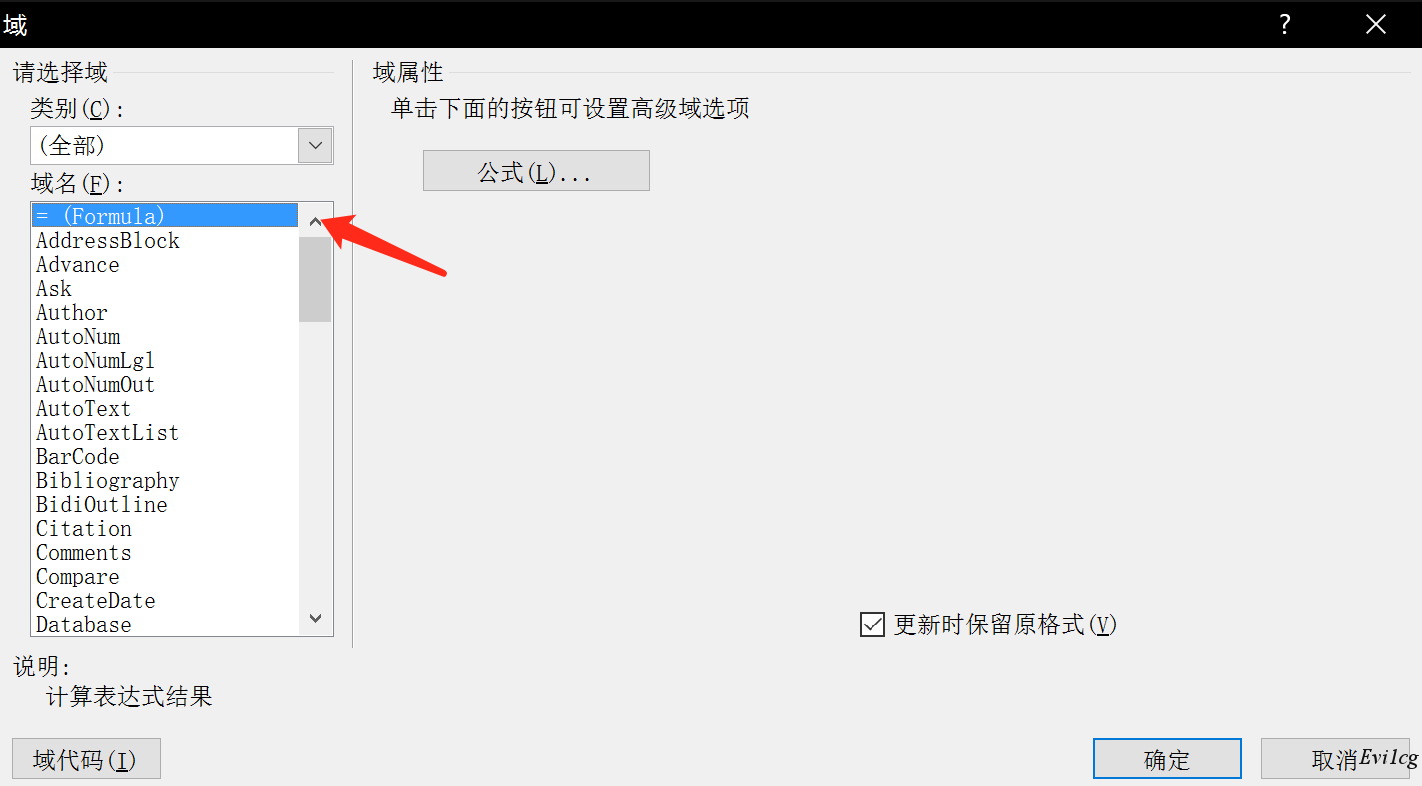 域
?
请选择域
类别(C):
(全部)
域名(F):
= (Formula)
AddressBlock
Advance
Ask
Author
AutoNum
AutoNumLgl
AutoNumOut
AutoText
AutoTextList
BarCode
Bibliography
BidiOutline
Citation
Comments
Compare
CreateDate
Database
域属性
单击下面的按钮可设置高级域选项
公式(L)...
更新时保留原格式(V)
说明:
计算表达式结果
域代码(I)
确定
取消
Evi1cg